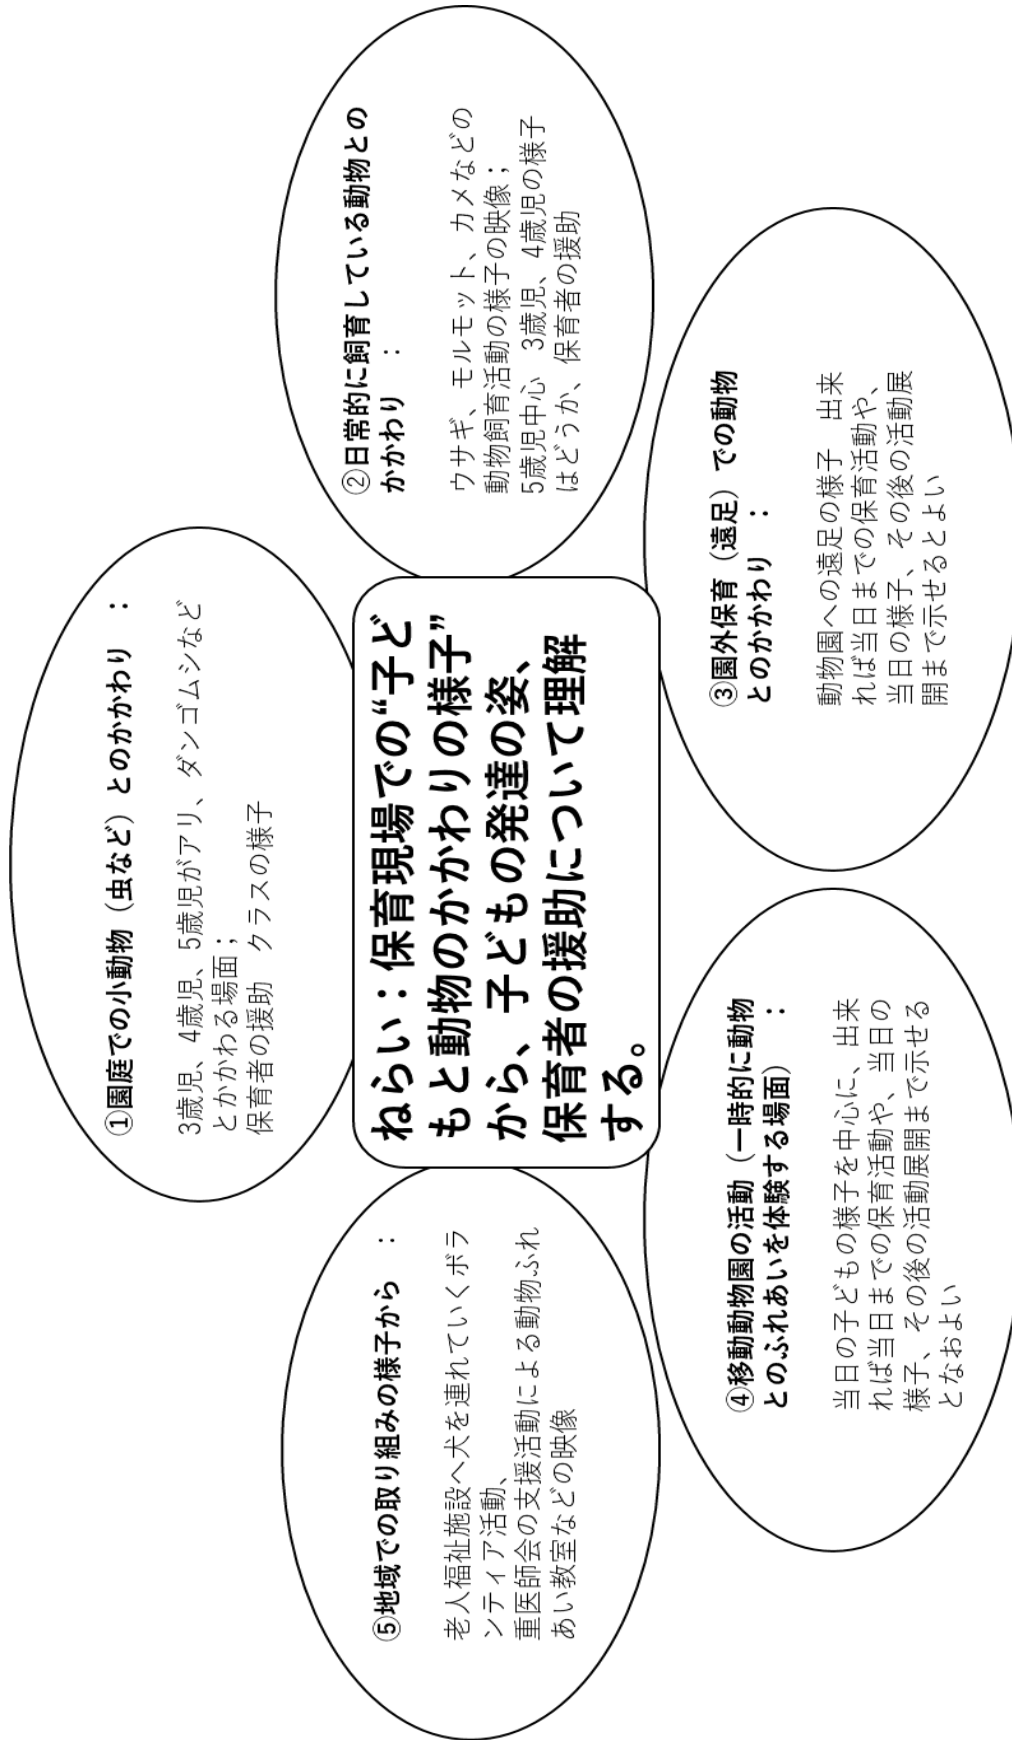 ①園庭での小動物（虫など）とのかかわり　：
3歳児、4歳児、5歳児がアリ、ダンゴムシなど
とかかわる場面；
保育者の援助　クラスの様子
②日常的に飼育している動物との
かかわり　：
ウサギ、モルモット、カメなどの
動物飼育活動の様子の映像；
5歳児中心　3歳児、4歳児の様子
はどうか、保育者の援助
ねらい：保育現場での“子ど
もと動物のかかわりの様子”
から、子どもの発達の姿、
保育者の援助について理解
する。
③園外保育（遠足）での動物
とのかかわり　：
動物園への遠足の様子　出来
れば当日までの保育活動や、
当日の様子、その後の活動展
開まで示せるとよい
④移動動物園の活動（一時的に動物
とのふれあいを体験する場面）　：
当日の子どもの様子を中心に、出来
れば当日までの保育活動や、当日の
様子、その後の活動展開まで示せる
となおよい
⑤地域での取り組みの様子から　：
老人福祉施設へ犬を連れていくボラ
ンティア活動、
重医師会の支援活動による動物ふれ
あい教室などの映像